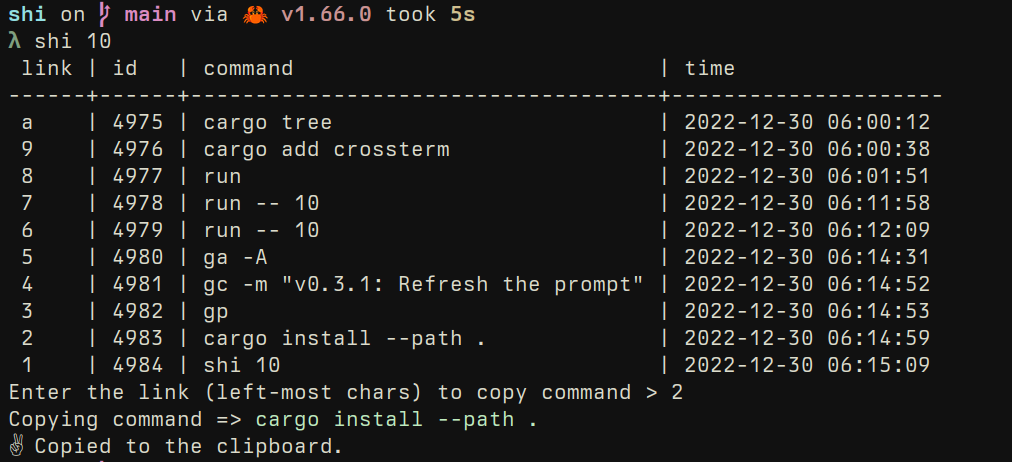 shi on main via 🦀 v1.66.0 took 5s
λ shi 10
link | id | command | time
------+------+------------------------------------+---------------------
a | 4975 | cargo tree | 2022-12-30 06:00:12
9 | 4976 | cargo add crossterm | 2022-12-30 06:00:38
8 | 4977 | run | 2022-12-30 06:01:51
7 | 4978 | run -- 10 | 2022-12-30 06:11:58
6 | 4979 | run -- 10 | 2022-12-30 06:12:09
5 | 4980 | ga -A | 2022-12-30 06:14:31
4 | 4981 | gc -m "v0.3.1: Refresh the prompt" | 2022-12-30 06:14:52
3 | 4982 | gp | 2022-12-30 06:14:53
2 | 4983 | cargo install --path . | 2022-12-30 06:14:59
1 | 4984 | shi 10 | 2022-12-30 06:15:09
Enter the link (left-most chars) to copy command > 2
Copying command => cargo install --path .
✌ Copied to the clipboard.